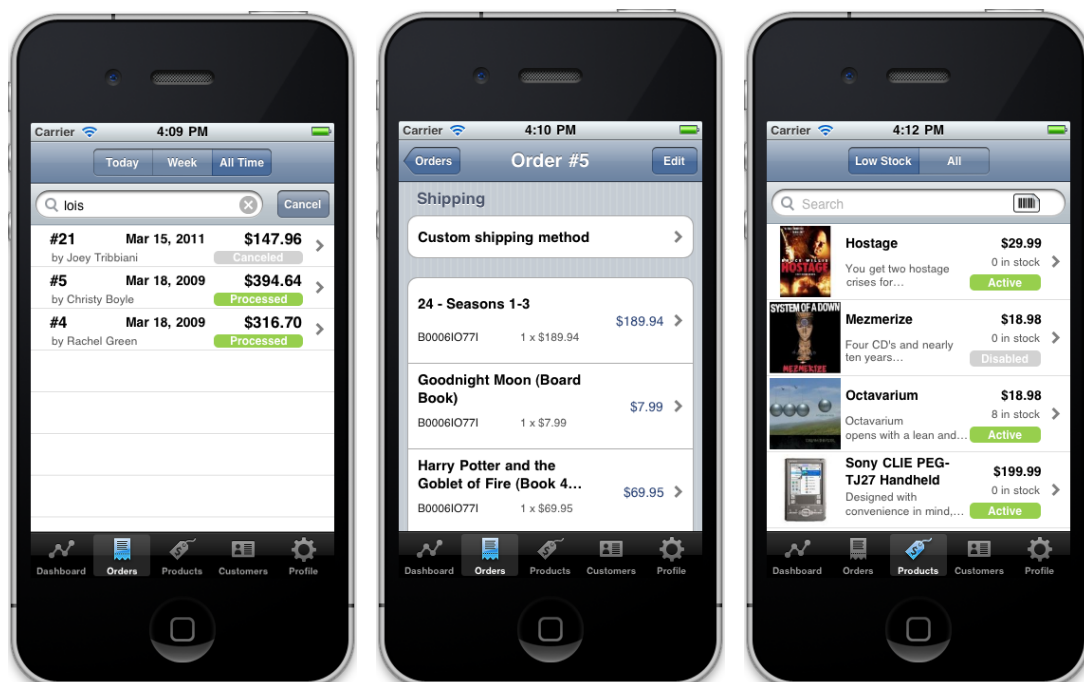 Carrier 4:09 PM
Today Week All Time
lois Cancel
#21 Mar 15, 2011 $147.96
by Joey Tribbiani Canceled
#5 Mar 18, 2009 $394.64
by Christy Boyle Processed
#4 Mar 18, 2009 $316.70
by Rachel Green Processed
Dashboard Orders Products Customers Profile
Carrier 4:10 PM
Orders Order #5 Edit
Shipping
Custom shipping method
24 - Seasons 1-3
$189.94
B0006IO77I 1 x $189.94
Goodnight Moon (Board
Book)
$7.99
B0006IO77I 1 x $7.99
Harry Potter and the
Goblet of Fire (Book 4...
$69.95
B0006IO77I 1 x $69.95
Dashboard Orders Products Customers Profile
Carrier 4:12 PM
Low Stock All
Search
HOSTAGE
Hostage $29.99
0 in stock
You get two hostage
crises for...
Active
SYSTEM OF A DOWN
MEZMERIZE
Mezmerize $18.98
0 in stock
Four CD's and nearly
ten years...
Disabled
Octavarium $18.98
8 in stock
Octavarium
opens with a lean and...
Active
Sony CLIE PEG-
TJ27 Handheld
$199.99
0 in stock
Designed with
convenience in mind,...
Active
Dashboard Orders Products Customers Profile